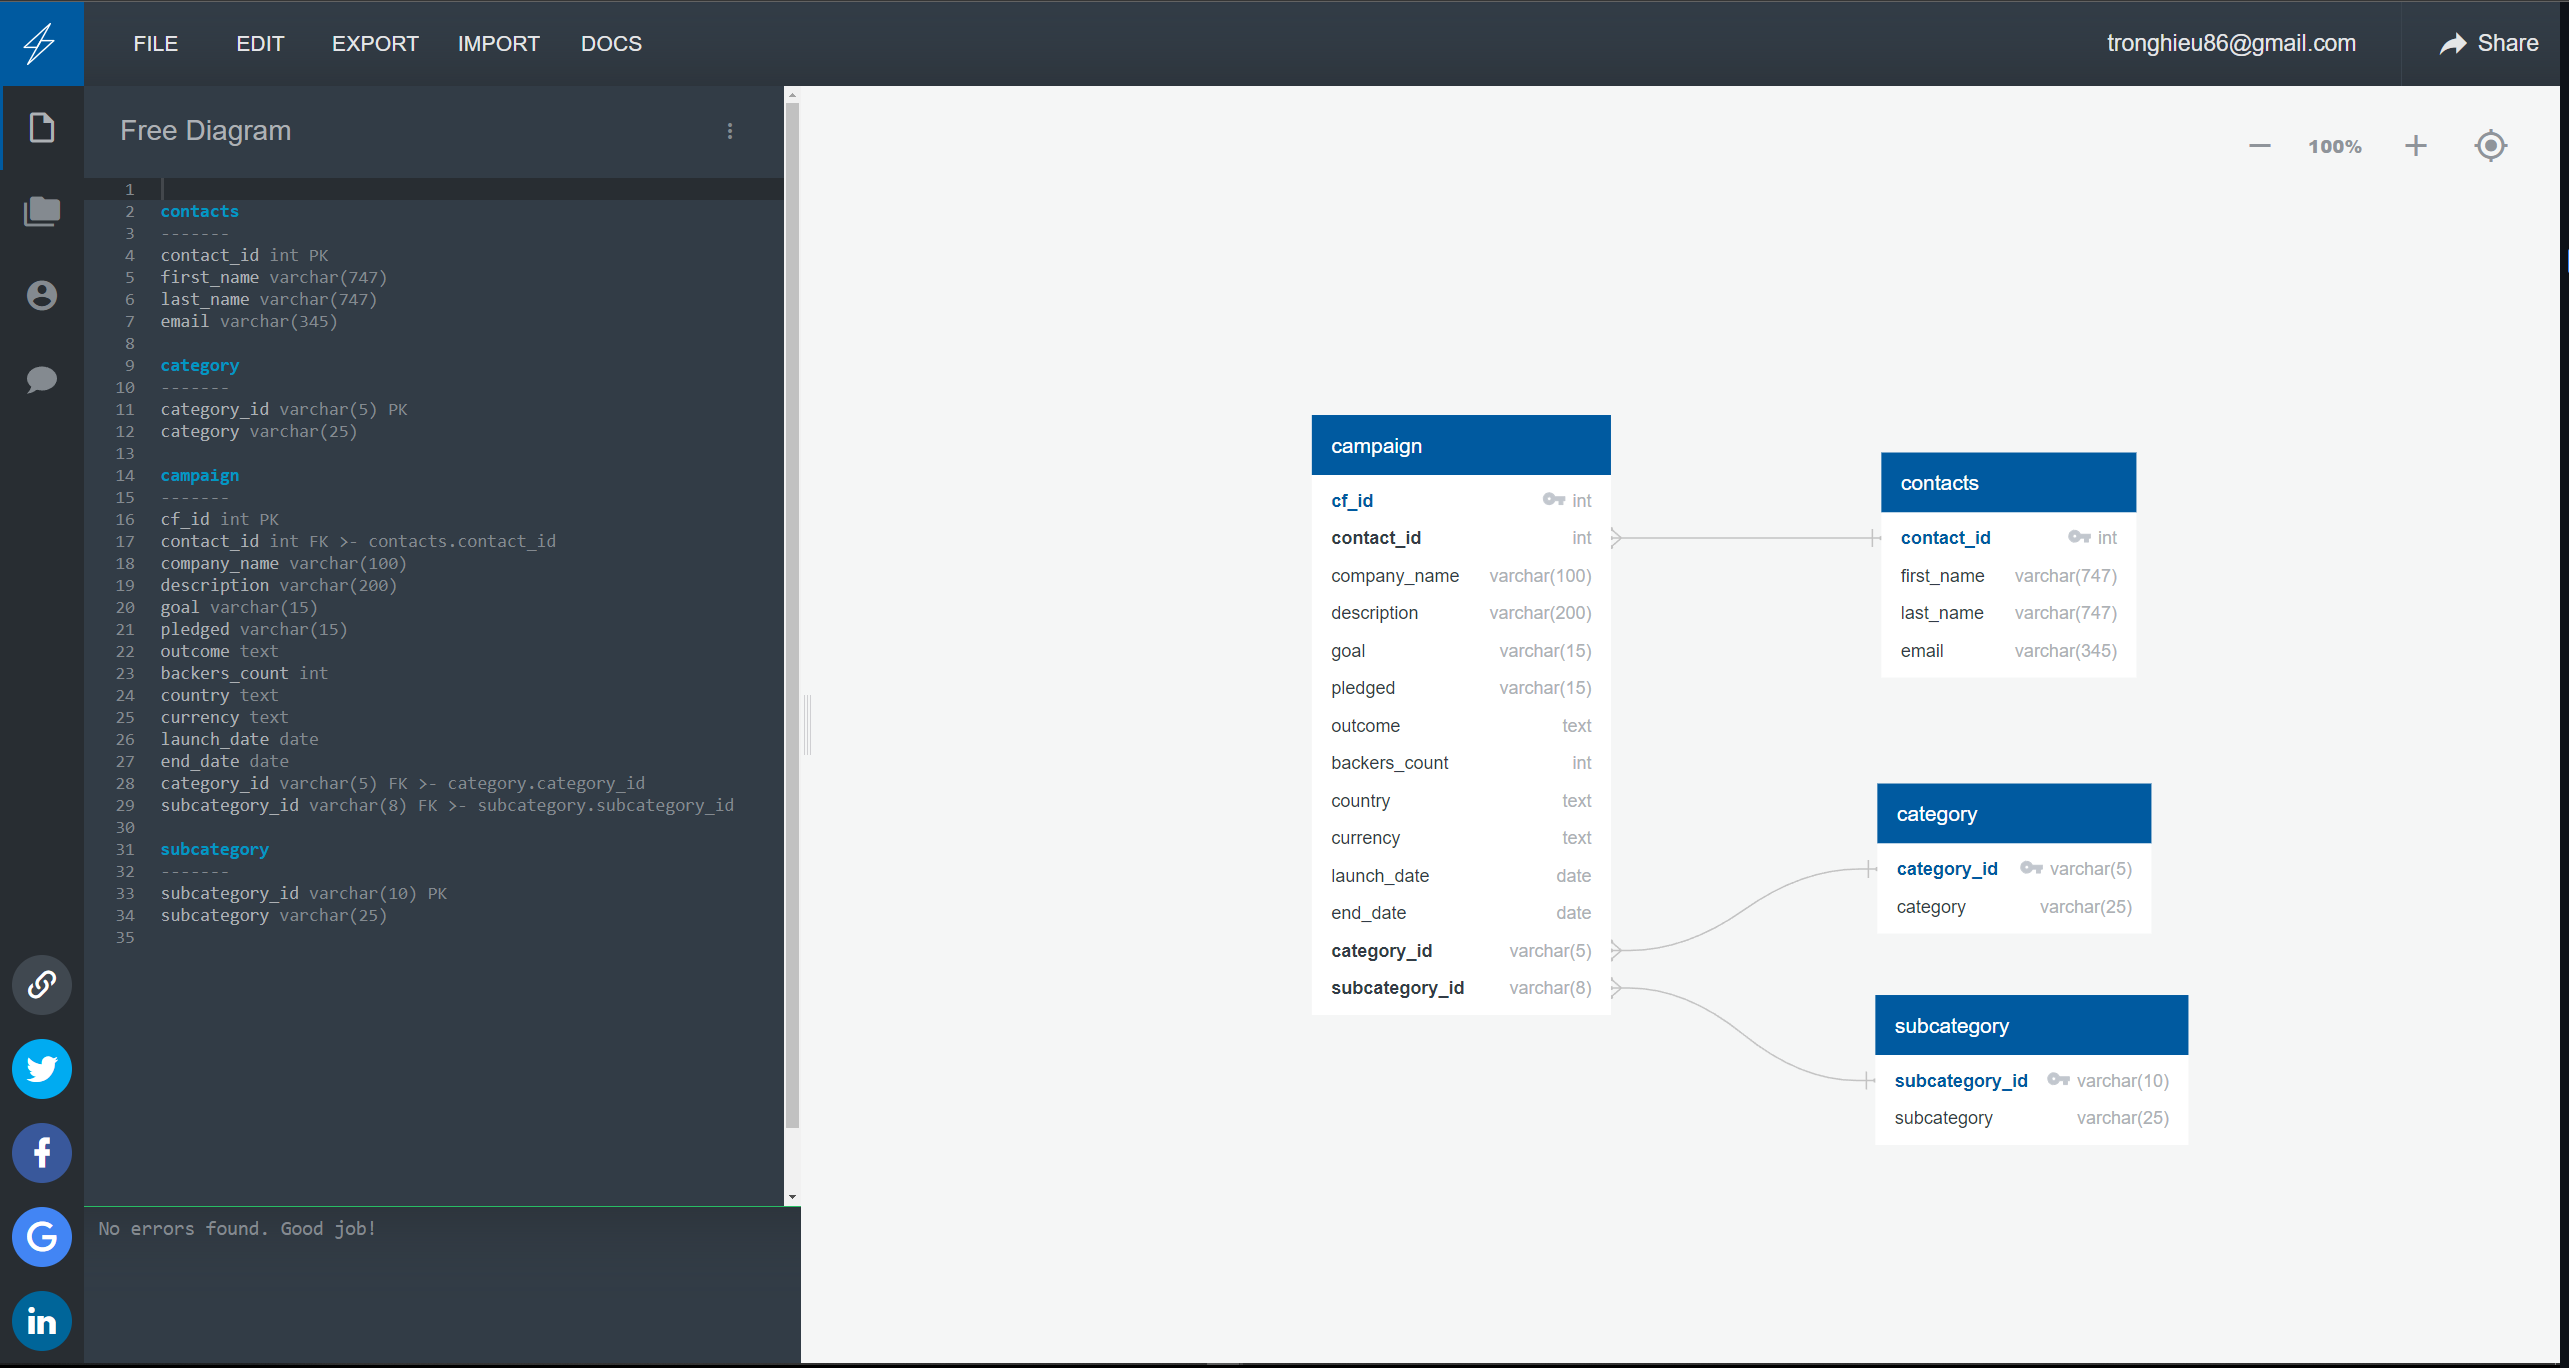 FILE EDIT EXPORT IMPORT DOCS tronghieu86@gmail.com Share
Free Diagram
100%
1
2 contacts
3 -------
4 contact_id int PK
5 first_name varchar(747)
6 last_name varchar(747)
7 email varchar(345)
8
9 category
10 -------
11 category_id varchar(5) PK
12 category varchar(25)
13
14 campaign
15 -------
16 cf_id int PK
17 contact_id int FK >- contacts.contact_id
18 company_name varchar(100)
19 description varchar(200)
20 goal varchar(15)
21 pledged varchar(15)
22 outcome text
23 backers_count int
24 country text
25 currency text
26 launch_date date
27 end_date date
28 category_id varchar(5) FK >- category.category_id
29 subcategory_id varchar(8) FK >- subcategory.subcategory_id
30
31 subcategory
32 -------
33 subcategory_id varchar(10) PK
34 subcategory varchar(25)
35
No errors found. Good job!
campaign
cf_id int
contact_id int
company_name varchar(100)
description varchar(200)
goal varchar(15)
pledged varchar(15)
outcome text
backers_count int
country text
currency text
launch_date date
end_date date
category_id varchar(5)
subcategory_id varchar(8)
contacts
contact_id int
first_name varchar(747)
last_name varchar(747)
email varchar(345)
category
category_id varchar(5)
category varchar(25)
subcategory
subcategory_id varchar(10)
subcategory varchar(25)